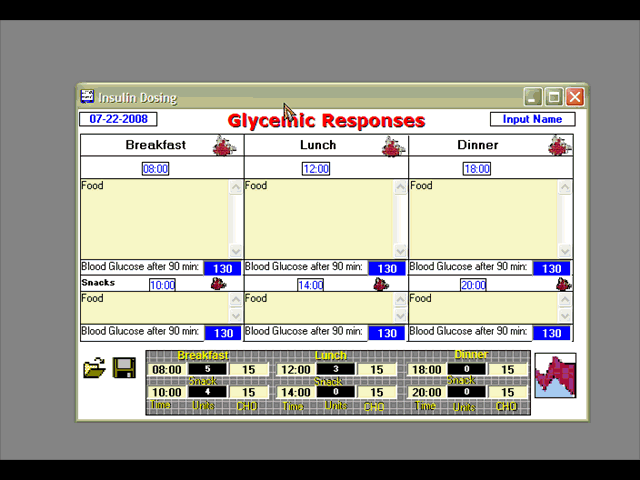 Insulin Dosing
07-22-2008 Glycemic Responses Input Name
Breakfast Lunch Dinner
08:00 12:00 18:00
Food Food Food
Blood Glucose after 90 min: 130 Blood Glucose after 90 min: 130 Blood Glucose after 90 min: 130
Snacks 10:00 14:00 20:00
Food Food Food
Blood Glucose after 90 min: 130 Blood Glucose after 90 min: 130 Blood Glucose after 90 min: 130
Breakfast Lunch Dinner
08:00 5 15 12:00 3 15 18:00 0 15
Snack Snack Snack
10:00 4 15 14:00 0 15 20:00 0 15
Time Units CHO Time Units CHO Time Units CHO